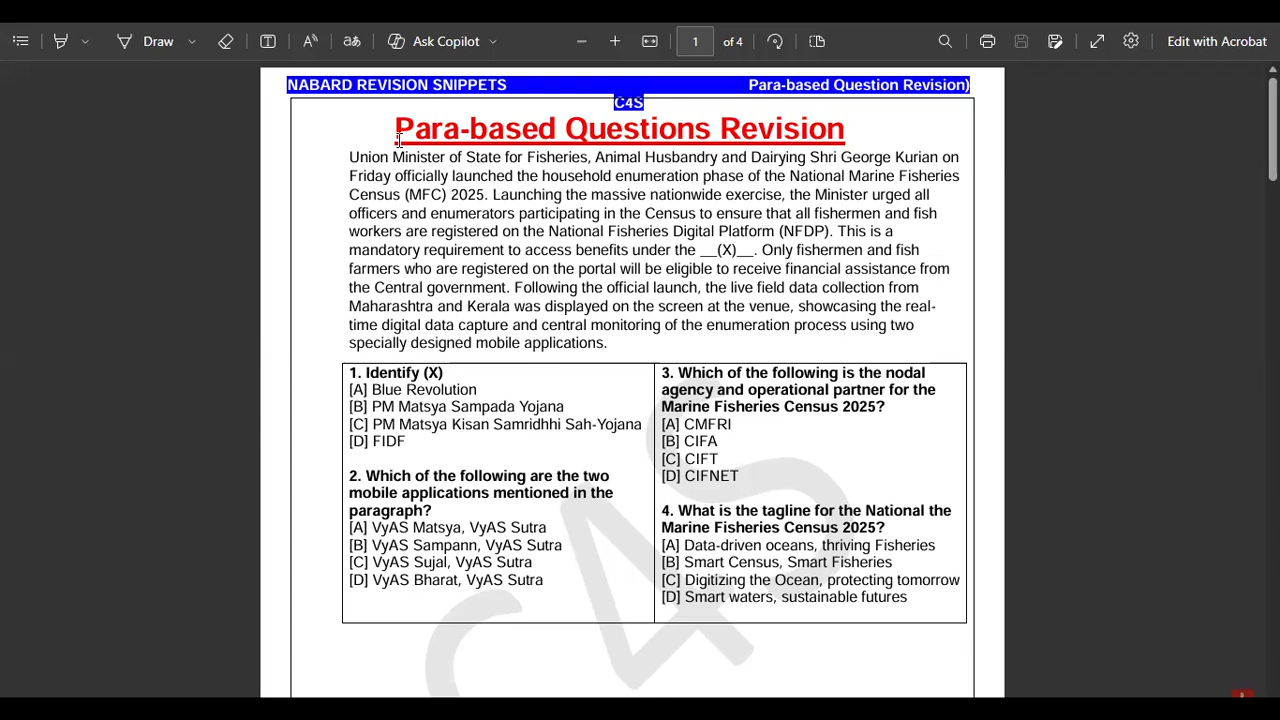 Draw
Ask Copilot
1 of 4
Edit with Acrobat
NABARD REVISION SNIPPETS Para-based Question Revision)
C4S
Para-based Questions Revision
Union Minister of State for Fisheries, Animal Husbandry and Dairying Shri George Kurian on
Friday officially launched the household enumeration phase of the National Marine Fisheries
Census (MFC) 2025. Launching the massive nationwide exercise, the Minister urged all
officers and enumerators participating in the Census to ensure that all fishermen and fish
workers are registered on the National Fisheries Digital Platform (NFDP). This is a
mandatory requirement to access benefits under the __(X)__. Only fishermen and fish
farmers who are registered on the portal will be eligible to receive financial assistance from
the Central government. Following the official launch, the live field data collection from
Maharashtra and Kerala was displayed on the screen at the venue, showcasing the real-
time digital data capture and central monitoring of the enumeration process using two
specially designed mobile applications.
1. Identify (X)
[A] Blue Revolution
[B] PM Matsya Sampada Yojana
[C] PM Matsya Kisan Samridhhi Sah-Yojana
[D] FIDF
2. Which of the following are the two
mobile applications mentioned in the
paragraph?
[A] VyAS Matsya, VyAS Sutra
[B] VyAS Sampann, VyAS Sutra
[C] VyAS Sujal, VyAS Sutra
[D] VyAS Bharat, VyAS Sutra
3. Which of the following is the nodal
agency and operational partner for the
Marine Fisheries Census 2025?
[A] CMFRI
[B] CIFA
[C] CIFT
[D] CIFNET
4. What is the tagline for the National the
Marine Fisheries Census 2025?
[A] Data-driven oceans, thriving Fisheries
[B] Smart Census, Smart Fisheries
[C] Digitizing the Ocean, protecting tomorrow
[D] Smart waters, sustainable futures
C4S